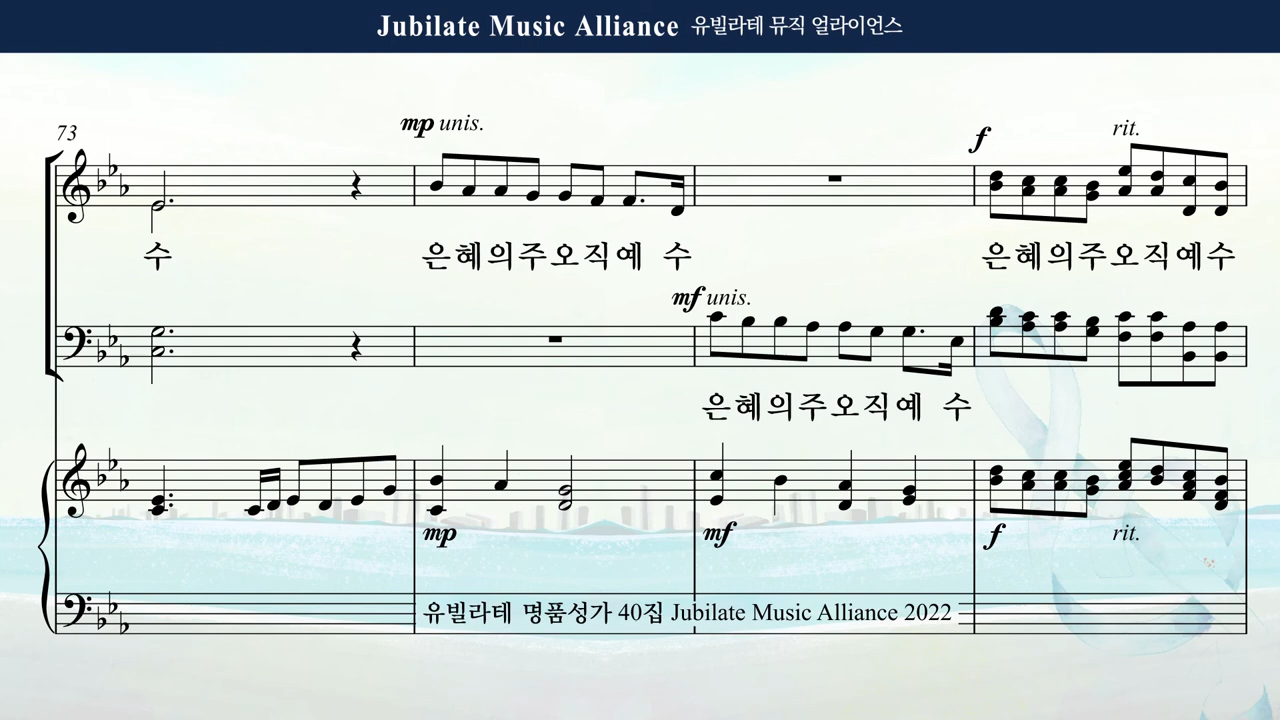 Jubilate Music Alliance 유빌라테 뮤직 얼라이언스
73
mp unis.
f
rit.
수 은혜의주오직예 수 은혜의주오직예수
mf unis.
은혜의주오직예 수
mp mf f rit.
유빌라테 명품성가 40집 Jubilate Music Alliance 2022